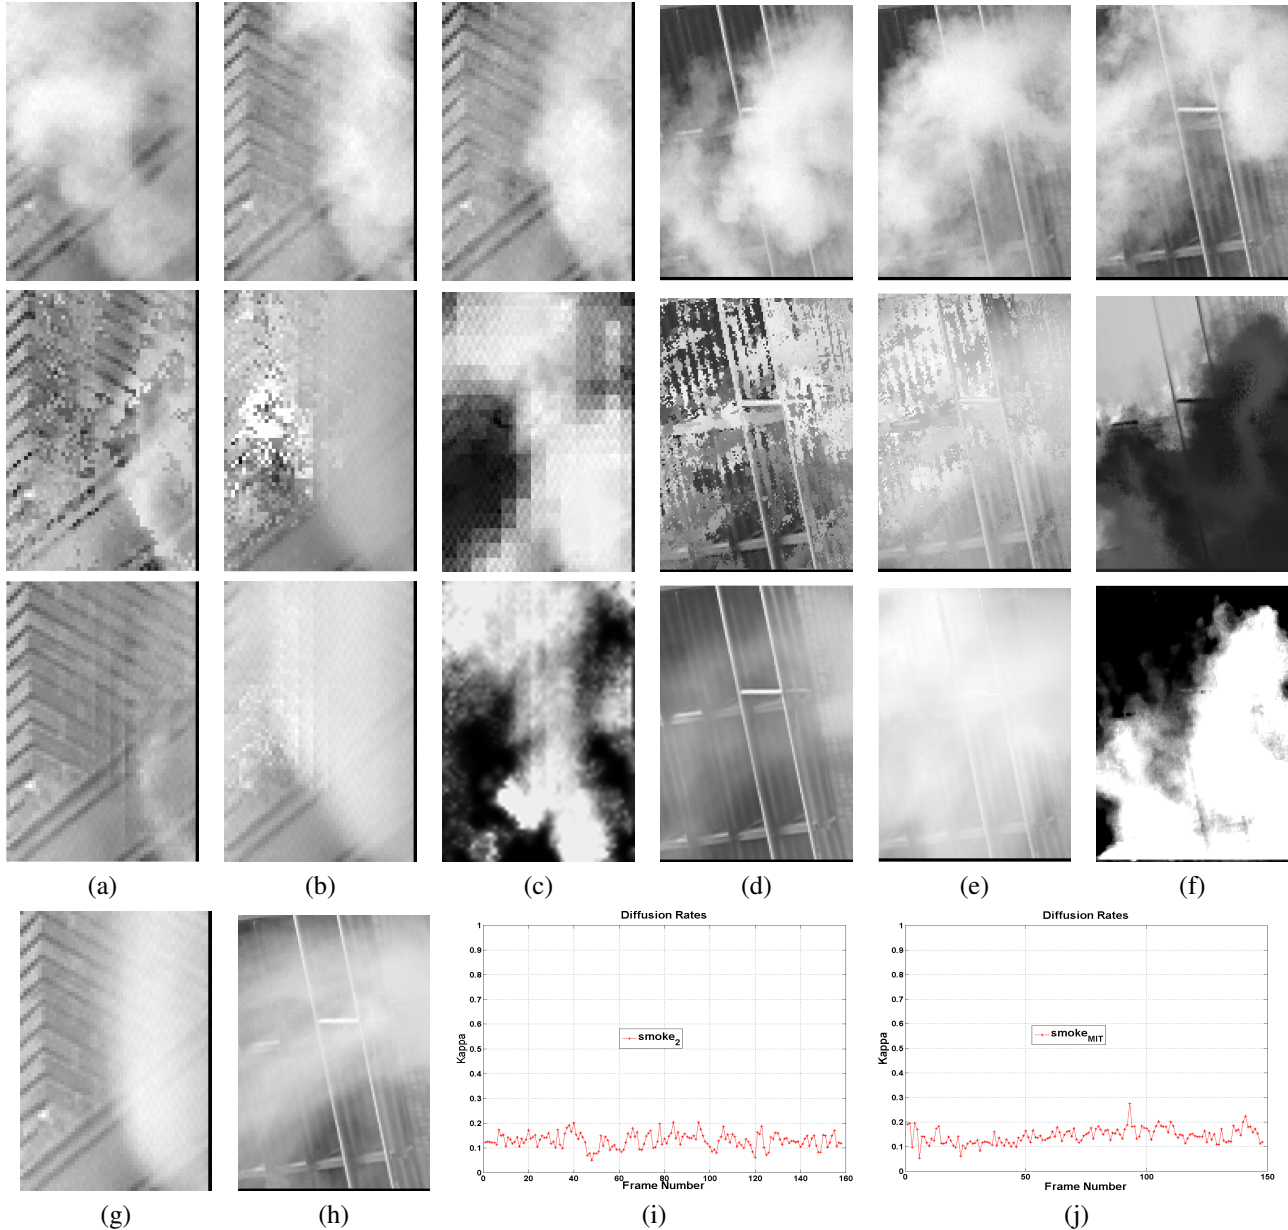 (a) (b) (c) (d) (e) (f)
Diffusion Rates
1
0.9
0.8
0.7
0.6
0.5
0.4
0.3
0.2
0.1
0
Kappa
smoke2
0 20 40 60 80 100 120 140 160
Frame Number
Diffusion Rates
1
0.9
0.8
0.7
0.6
0.5
0.4
0.3
0.2
0.1
0
Kappa
smokeMIT
0 50 100 150
Frame Number
(g) (h) (i) (j)